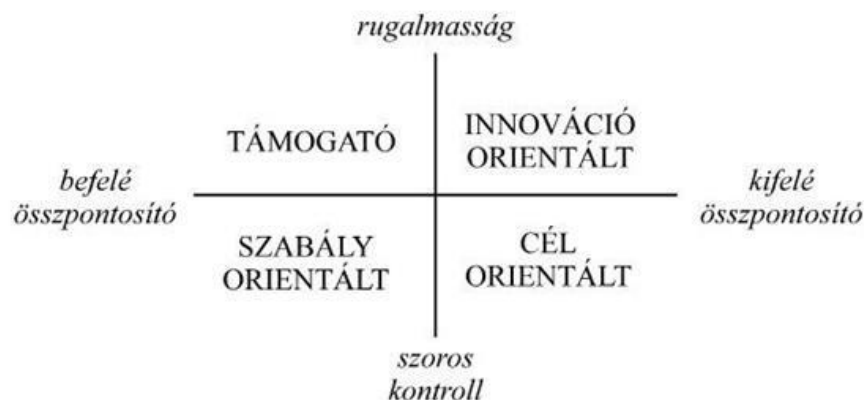 rugalmasság
TÁMOGATÓ
INNOVÁCIÓ
ORIENTÁLT
befelé
összpontosító
kifelé
összpontosító
SZABÁLY
ORIENTÁLT
CÉL
ORIENTÁLT
szoros
kontroll